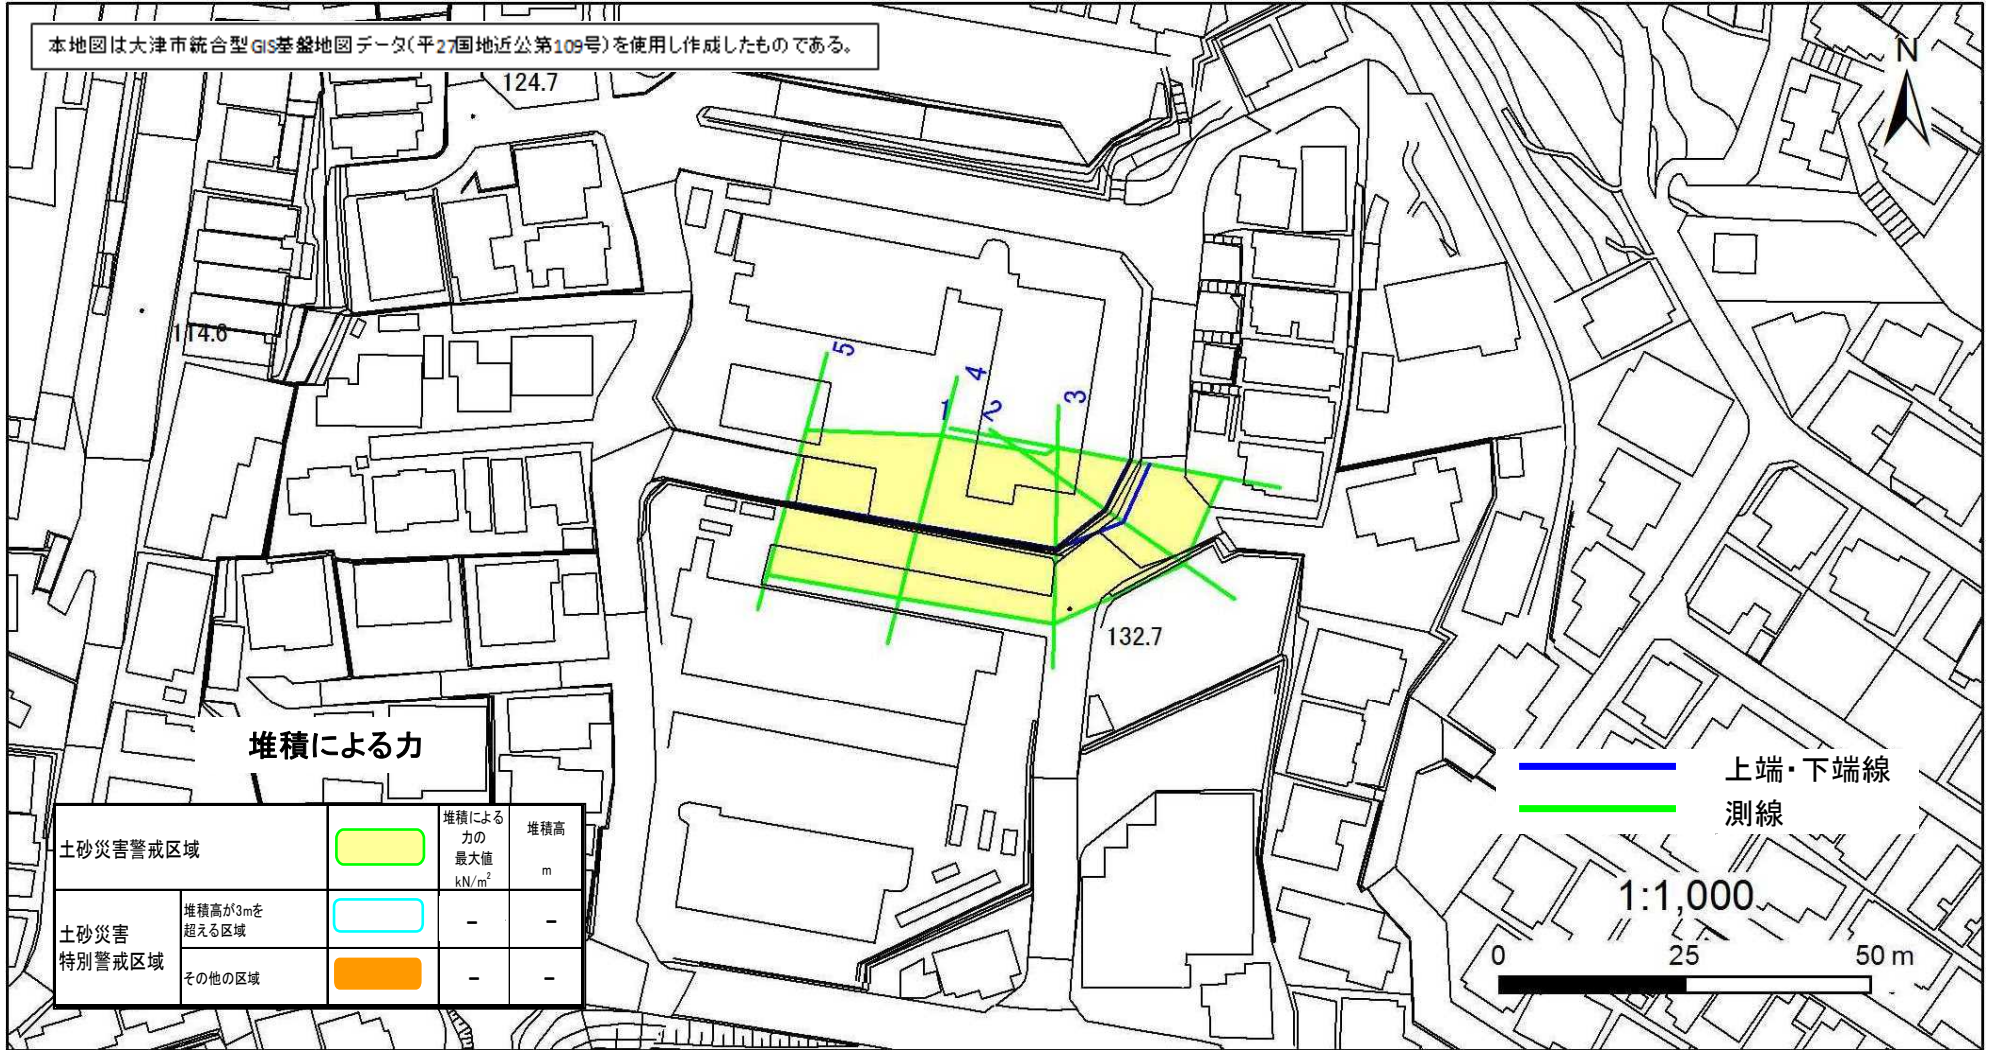 本地図は大津市統合型GIS基盤地図データ(平27国地近公第109号)を使用し作成したものである。
N
124.7
114.6
5
4
3
1
2
132.7
堆積による力
土砂災害警戒区域
堆積による
力の
最大値
kN/m²
堆積高
m
土砂災害
特別警戒区域
堆積高が3mを
超える区域
-
-
その他の区域
-
-
上端・下端線
測線
1:1,000
0 25 50 m